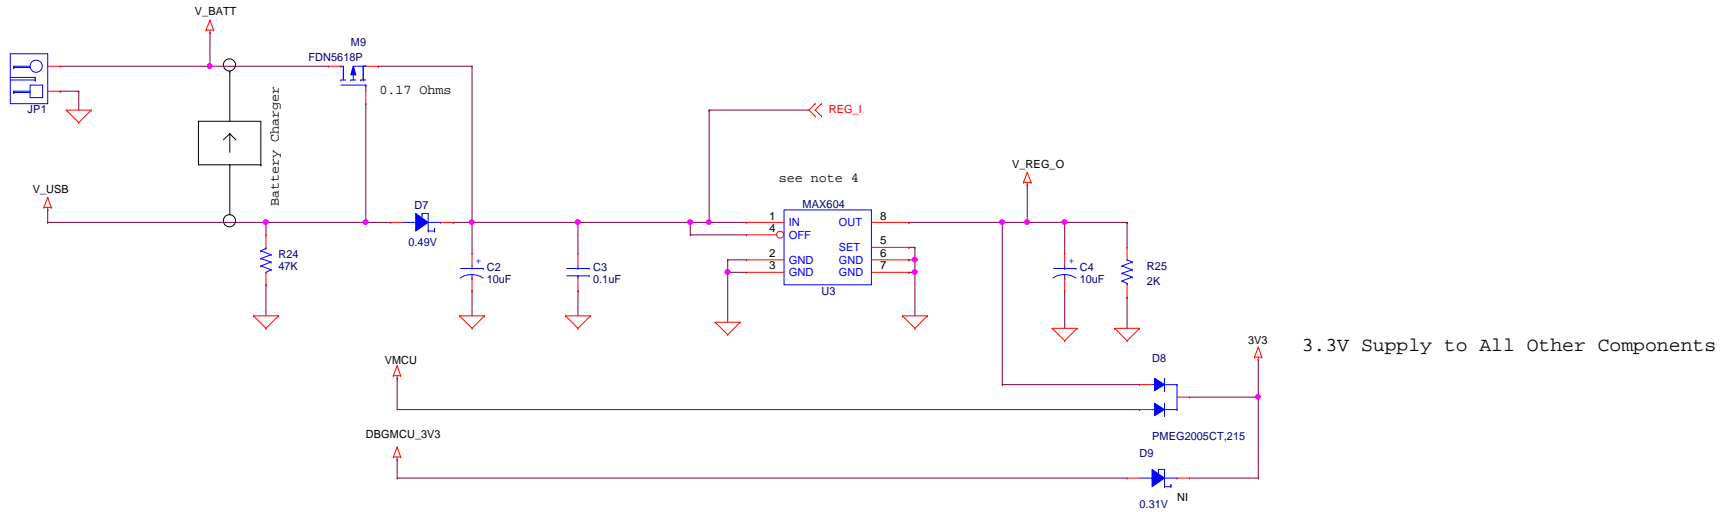 V_BATT
M9
FDN5618P
0.17 Ohms
JP1
Battery Charger
REG_I
V_USB
see note 4
V_REG_O
D7
0.49V
MAX604
1
IN
OUT
8
4
OFF
SET
5
2
GND
GND
6
3
GND
GND
7
U3
R24
47K
+
C2
10uF
C3
0.1uF
+
C4
10uF
R25
2K
3V3
3.3V Supply to All Other Components
VMCU
D8
PMEG2005CT,215
DBGMCU_3V3
D9
NI
0.31V